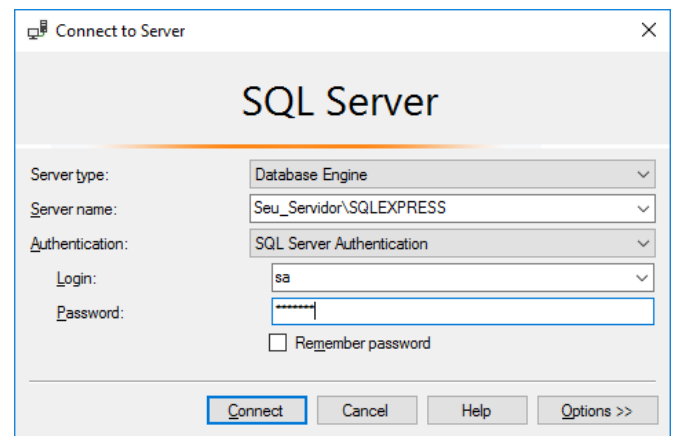 Connect to Server
SQL Server
Server type: Database Engine
Server name: Seu_Servidor\SQLEXPRESS
Authentication: SQL Server Authentication
Login: sa
Password: *******
Remember password
Connect Cancel Help Options >>